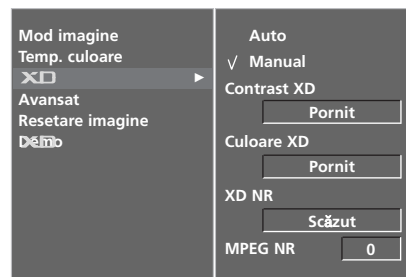 Mod imagine
Temp. culoare
XD
Avansat
Resetare imagine
XD Demo
Auto
√ Manual
Contrast XD
Pornit
Culoare XD
Pornit
XD NR
Scăzut
MPEG NR 0